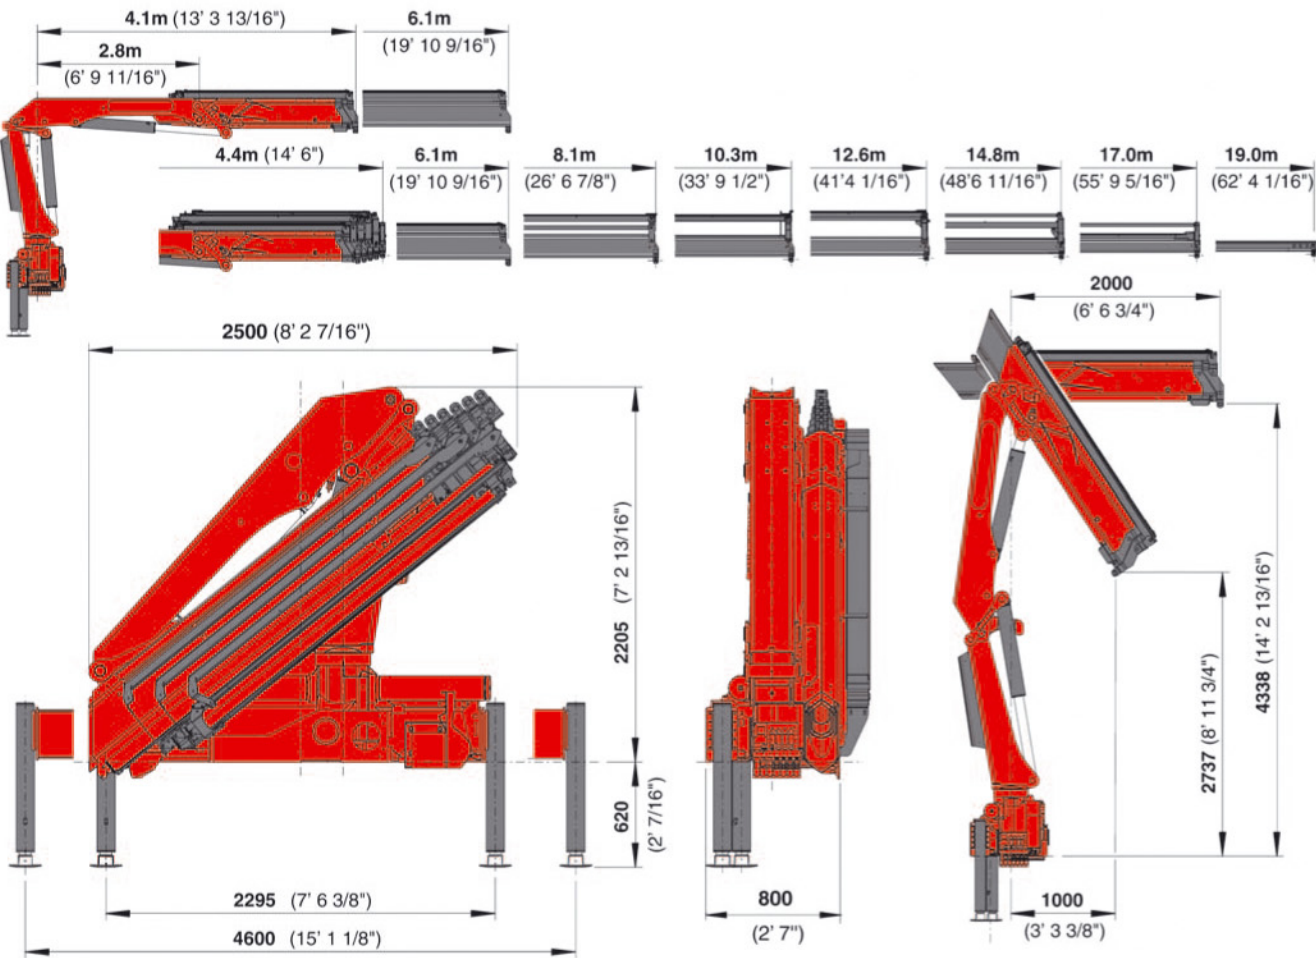 4.1m (13' 3 13/16")
6.1m
(19' 10 9/16")
2.8m
(6' 9 11/16")
4.4m (14' 6")
6.1m
(19' 10 9/16")
8.1m
(26' 6 7/8")
10.3m
(33' 9 1/2")
12.6m
(41'4 1/16")
14.8m
(48'6 11/16")
17.0m
(55' 9 5/16")
19.0m
(62' 4 1/16")
2000
(6' 6 3/4")
2500 (8' 2 7/16")
2205 (7' 2 13/16")
620
(2' 7/16")
2295 (7' 6 3/8")
4600 (15' 1 1/8")
800
(2' 7")
4338 (14' 2 13/16")
2737 (8' 11 3/4")
1000
(3' 3 3/8")